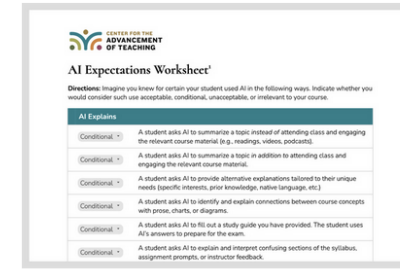 CENTER FOR THE
ADVANCEMENT
OF TEACHING
AI Expectations Worksheet¹
Directions: Imagine you knew for certain your student used AI in the following ways. Indicate whether you
would consider such use acceptable, conditional, unacceptable, or irrelevant to your course.
AI Explains
Conditional
A student asks AI to summarize a topic instead of attending class and engaging
the relevant course material (e.g., readings, videos, podcasts).
Conditional
A student asks AI to summarize a topic in addition to attending class and
engaging the relevant course material.
Conditional
A student asks AI to provide alternative explanations tailored to their unique
needs (specific interests, prior knowledge, native language, etc.)
Conditional
A student asks AI to identify and explain connections between course concepts
with prose, charts, or diagrams.
Conditional
A student asks AI to fill out a study guide you have provided. The student uses
AI's answers to prepare for the exam.
Conditional
A student asks AI to explain and interpret confusing sections of the syllabus,
assignment prompts, or instructor feedback.